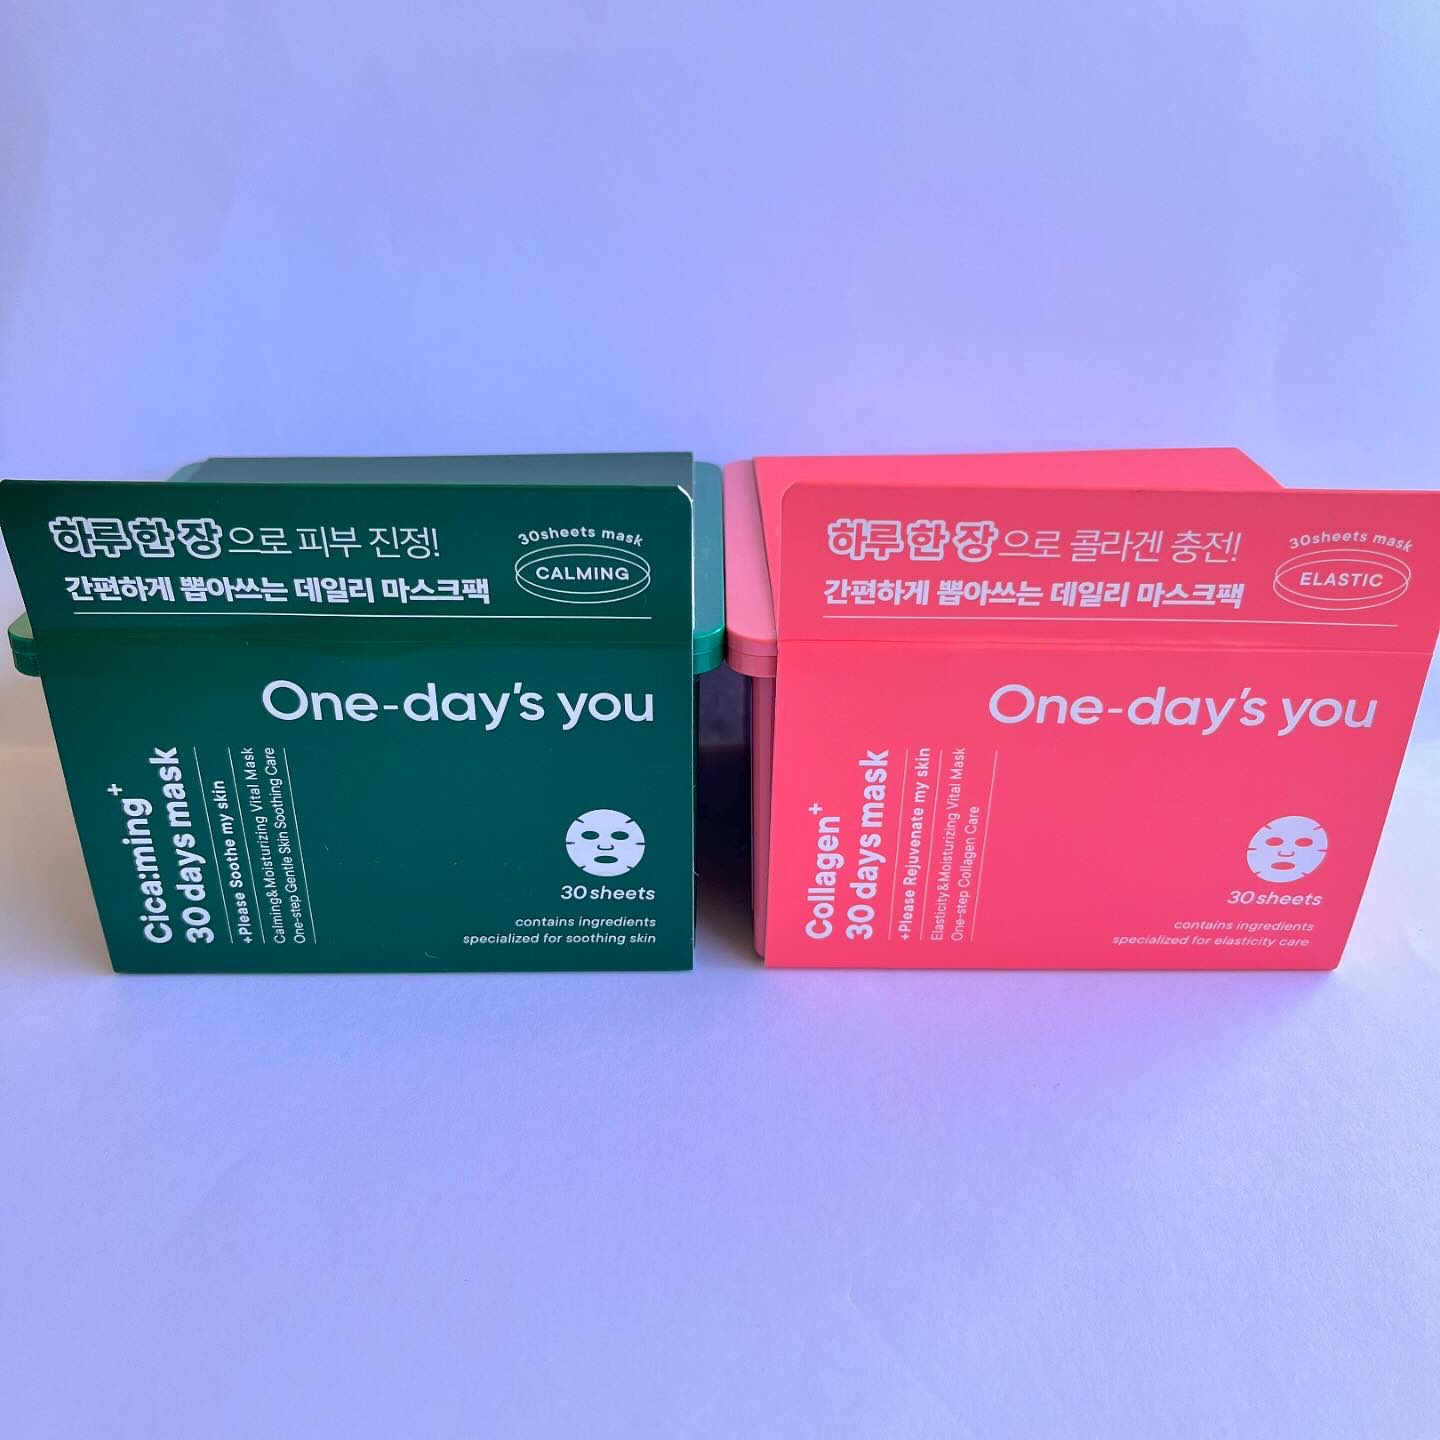 하루 한 장으로 피부 진정!
간편하게 뽑아쓰는 데일리 마스크팩
30sheets mask
CALMING
One-day's you
Cica:ming+
30 days mask
+Please Soothe my skin
Calming&Moisturizing Vital Mask
One-step Gentle Skin Soothing Care
30 sheets
contains ingredients
specialized for soothing skin
하루 한 장으로 콜라겐 충전!
간편하게 뽑아쓰는 데일리 마스크팩
30sheets mask
ELASTIC
One-day's you
Collagen+
30 days mask
+Please Rejuvenate my skin
Elasticity&Moisturizing Vital Mask
One-step Collagen Care
30 sheets
contains ingredients
specialized for elasticity care